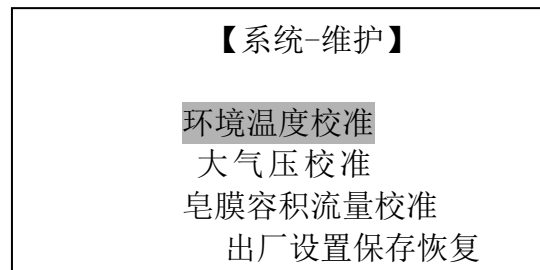 【系统-维护】
环境温度校准
大气压校准
皂膜容积流量校准
出厂设置保存恢复